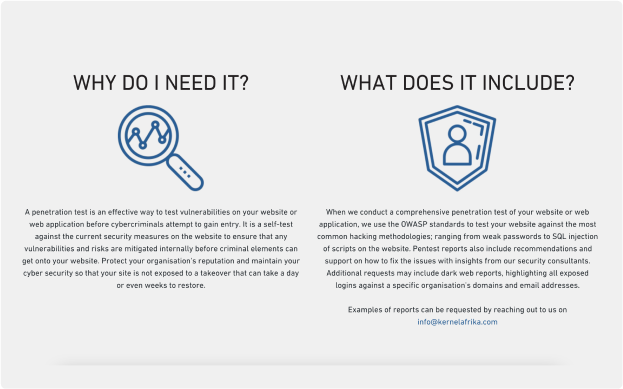 WHY DO I NEED IT?
A penetration test is an effective way to test vulnerabilities on your website or
web application before cybercriminals attempt to gain entry. It is a self-test
against the current security measures on the website to ensure that any
vulnerabilities and risks are mitigated internally before criminal elements can
get onto your website. Protect your organisation's reputation and maintain your
cyber security so that your site is not exposed to a takeover that can take a day
or even weeks to restore.
WHAT DOES IT INCLUDE?
When we conduct a comprehensive penetration test of your website or web
application, we use the OWASP standards to test your website against the most
common hacking methodologies; ranging from weak passwords to SQL injection
of scripts on the website. Pentest reports also include recommendations and
support on how to fix the issues with insights from our security consultants.
Additional requests may include dark web reports, highlighting all exposed
logins against a specific organisation's domains and email addresses.
Examples of reports can be requested by reaching out to us on
info@kernelafrika.com